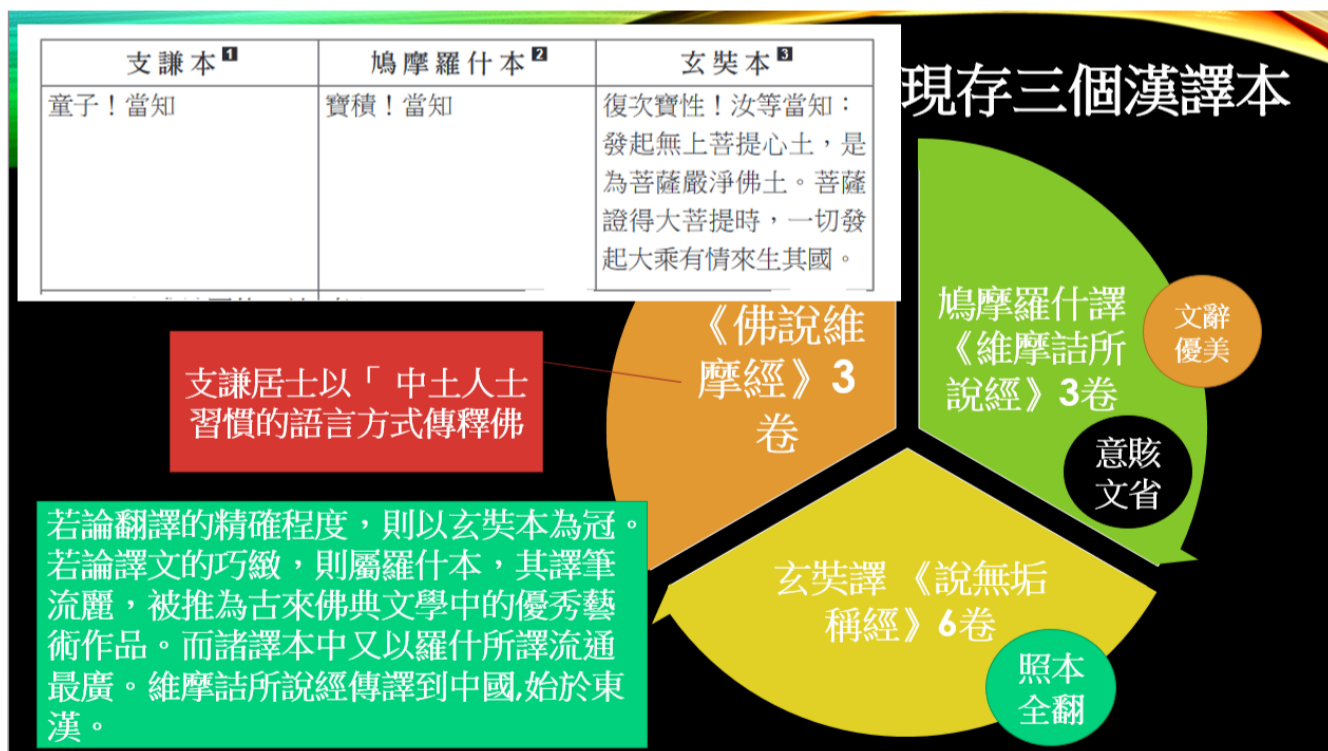 現存三個漢譯本
支謙本1
鳩摩羅什本2
玄奘本3
童子！當知
寶積！當知
復次寶性！汝等當知：
發起無上菩提心土，是
為菩薩嚴淨佛土。菩薩
證得大菩提時，一切發
起大乘有情來生其國。
《佛說維
摩經》3
卷
鳩摩羅什譯
《維摩詰所
說經》3卷
文辭
優美
意賅
文省
支謙居士以「 中土人士
習慣的語言方式傳釋佛
玄奘譯 《說無垢
稱經》6卷
照本
全翻
若論翻譯的精確程度，則以玄奘本為冠。
若論譯文的巧緻，則屬羅什本，其譯筆
流麗，被推為古來佛典文學中的優秀藝
術作品。而諸譯本中又以羅什所譯流通
最廣。維摩詰所說經傳譯到中國,始於東
漢。